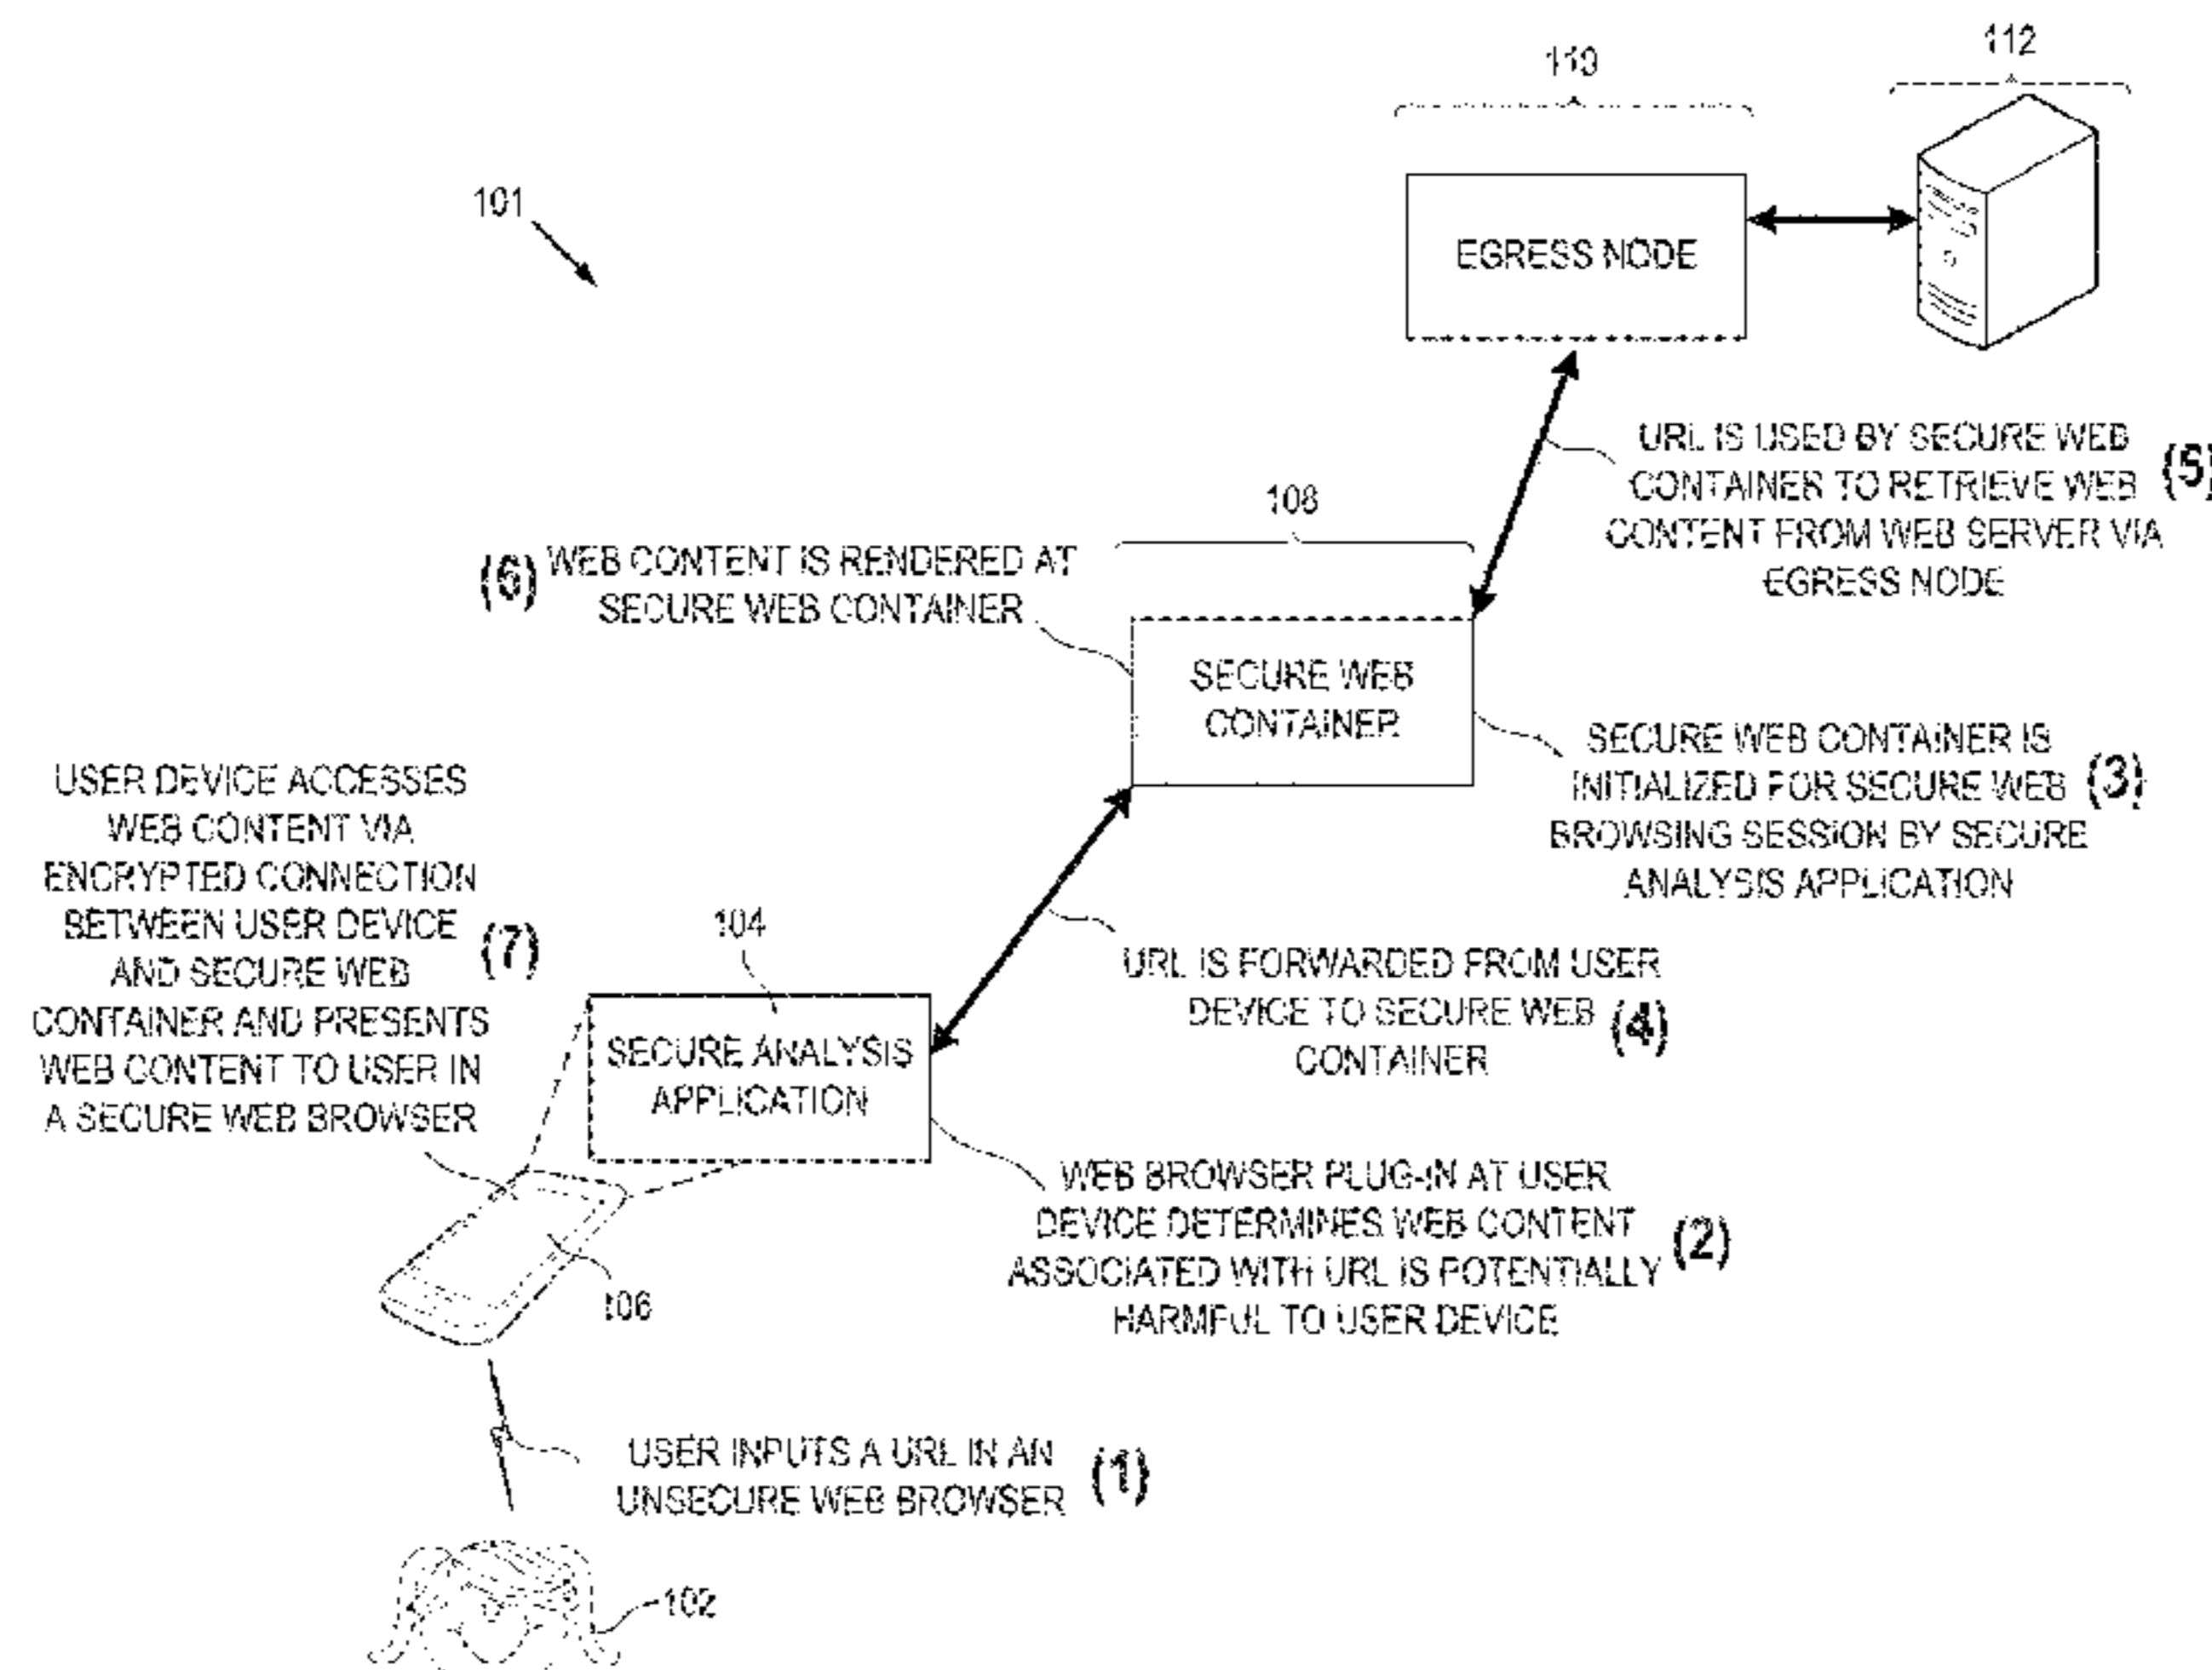 112
110
101
EGRESS NODE
URL IS USED BY SECURE WEB
CONTAINER TO RETRIEVE WEB (5)
CONTENT FROM WEB SERVER VIA
EGRESS NODE
108
(6) WEB CONTENT IS RENDERED AT
SECURE WEB CONTAINER
SECURE WEB
CONTAINER
SECURE WEB CONTAINER IS
INITIALIZED FOR SECURE WEB (3)
BROWSING SESSION BY SECURE
ANALYSIS APPLICATION
USER DEVICE ACCESSES
WEB CONTENT VIA
ENCRYPTED CONNECTION
BETWEEN USER DEVICE
AND SECURE WEB (7)
CONTAINER AND PRESENTS
WEB CONTENT TO USER IN
A SECURE WEB BROWSER
104
URL IS FORWARDED FROM USER
DEVICE TO SECURE WEB (4)
CONTAINER
SECURE ANALYSIS
APPLICATION
WEB BROWSER PLUG-IN AT USER
DEVICE DETERMINES WEB CONTENT (2)
ASSOCIATED WITH URL IS POTENTIALLY
HARMFUL TO USER DEVICE
106
USER INPUTS A URL IN AN (1)
UNSECURE WEB BROWSER
102